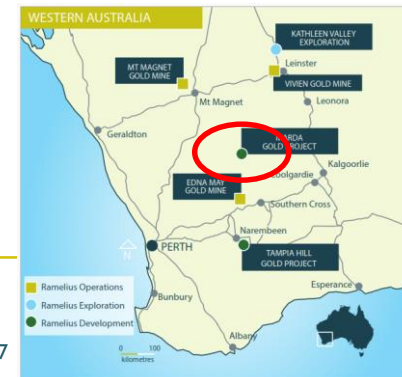 WESTERN AUSTRALIA
KATHLEEN VALLEY
EXPLORATION
MT MAGNET
GOLD MINE
Leinster
VIVIEN GOLD MINE
Mt Magnet
Leonora
Geraldton
GOLD PROJECT
Kalgoorlie
EDNA MAY
GOLD MINE
Southern Cross
Narembeen
PERTH
N
TAMPIA HILL
GOLD PROJECT
Ramelius Operations
Ramelius Exploration
Ramelius Development
Bunbury
Esperance
Albany
0 100
kilometres
7